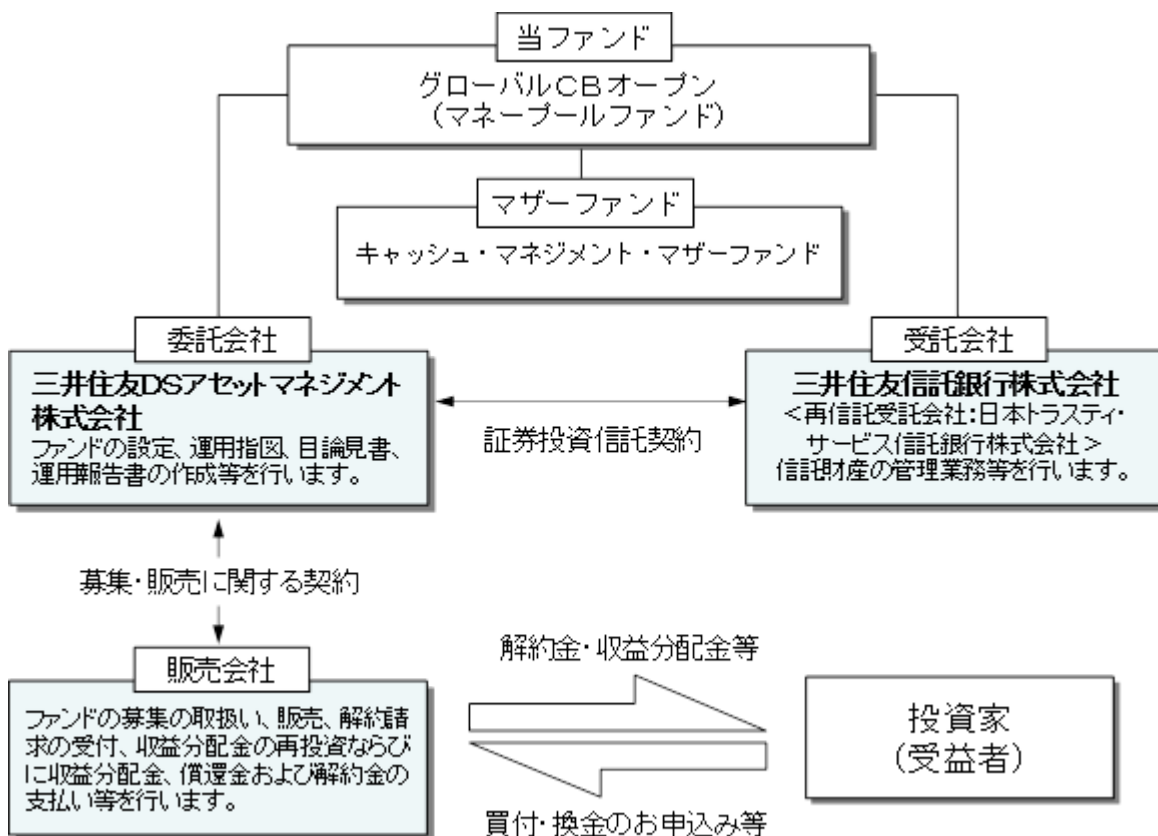 当ファンド
グローバルCBオープン
(マネープールファンド)
マザーファンド
キャッシュ・マネジメント・マザーファンド
委託会社
三井住友DSアセットマネジメント
株式会社
ファンドの設定、運用指図、目論見書、
運用報告書の作成等を行います。
受託会社
三井住友信託銀行株式会社
<再信託受託会社:日本トラスティ・
サービス信託銀行株式会社>
信託財産の管理業務等を行います。
証券投資信託契約
募集・販売に関する契約
販売会社
ファンドの募集の取扱い、販売、解約請
求の受付、収益分配金の再投資ならび
に収益分配金、償還金および解約金の
支払い等を行います。
解約金・収益分配金等
買付・換金のお申込み等
投資家
(受益者)